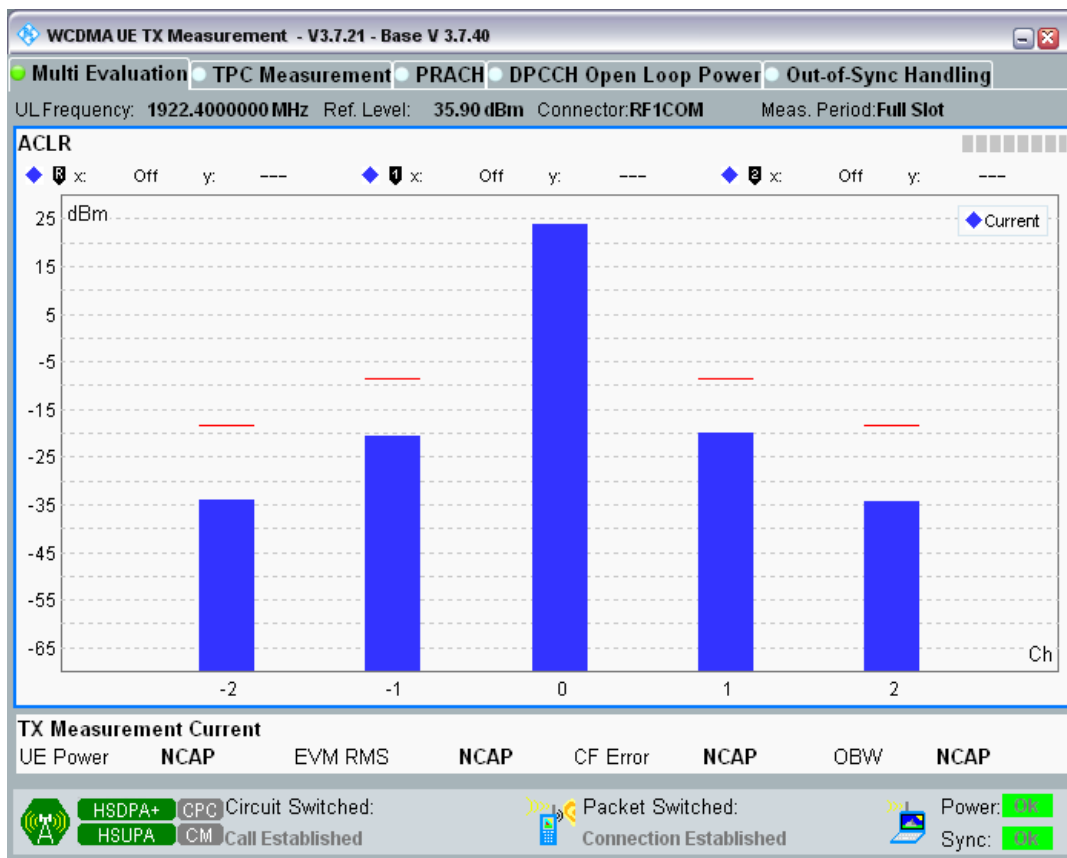 WCDMA UE TX Measurement - V3.7.21 - Base V 3.7.40
Multi Evaluation TPC Measurement PRACH DPCCH Open Loop Power Out-of-Sync Handling
UL Frequency: 1922.4000000 MHz Ref. Level: 35.90 dBm Connector:RF1COM Meas. Period:Full Slot
ACLR
R x: Off y: --- 1 x: Off y: --- 2 x: Off y: ---
dBm
Current
25
15
5
-5
-15
-25
-35
-45
-55
-65
Ch
-2 -1 0 1 2
TX Measurement Current
UE Power NCAP EVM RMS NCAP CF Error NCAP OBW NCAP
HSDPA+ CPC Circuit Switched: Packet Switched: Power: Ok
HSUPA CM Call Established Connection Established Sync: Ok